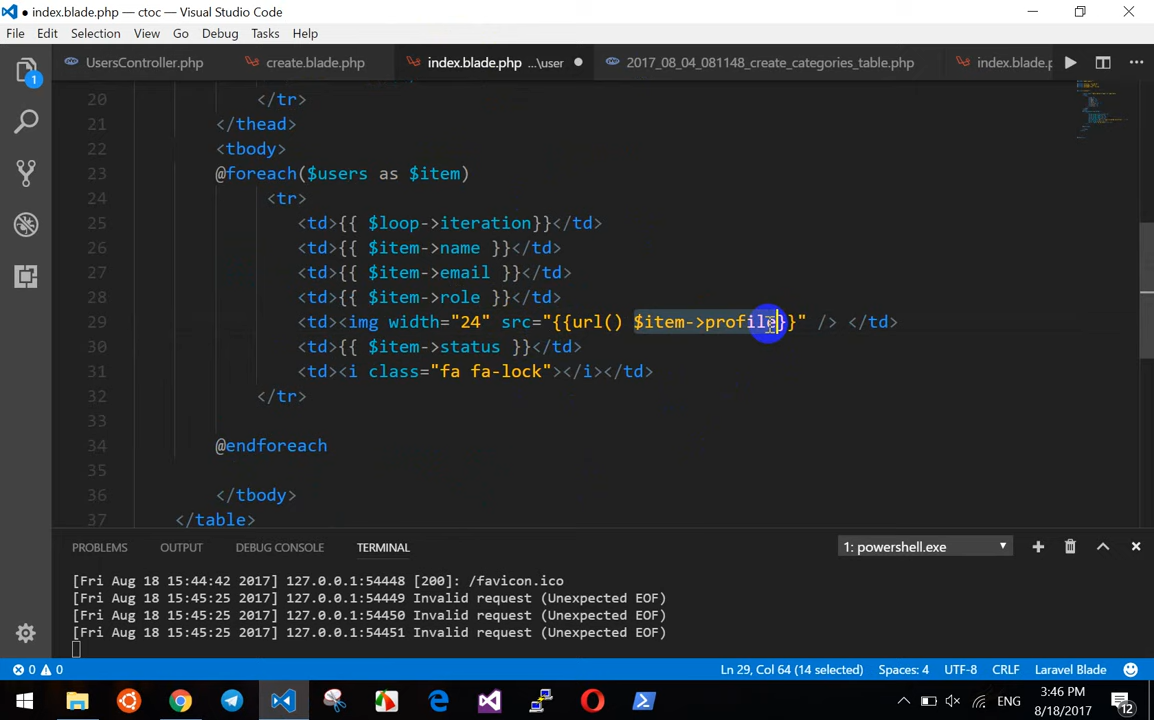 ● index.blade.php — ctoc — Visual Studio Code
File Edit Selection View Go Debug Tasks Help
1 UsersController.php create.blade.php index.blade.php ...\user ● 2017_08_04_081148_create_categories_table.php index.blade.p
20 </tr>
21 </thead>
22 <tbody>
23 @foreach($users as $item)
24 <tr>
25 <td>{{ $loop->iteration}}</td>
26 <td>{{ $item->name }}</td>
27 <td>{{ $item->email }}</td>
28 <td>{{ $item->role }}</td>
29 <td><img width="24" src="{{url() $item->profile}}" /> </td>
30 <td>{{ $item->status }}</td>
31 <td><i class="fa fa-lock"></i></td>
32 </tr>
33
34 @endforeach
35
36 </tbody>
37 </table>
PROBLEMS OUTPUT DEBUG CONSOLE TERMINAL 1: powershell.exe
[Fri Aug 18 15:44:42 2017] 127.0.0.1:54448 [200]: /favicon.ico
[Fri Aug 18 15:45:25 2017] 127.0.0.1:54449 Invalid request (Unexpected EOF)
[Fri Aug 18 15:45:25 2017] 127.0.0.1:54450 Invalid request (Unexpected EOF)
[Fri Aug 18 15:45:25 2017] 127.0.0.1:54451 Invalid request (Unexpected EOF)
0 0 Ln 29, Col 64 (14 selected) Spaces: 4 UTF-8 CRLF Laravel Blade
ENG 3:46 PM
8/18/2017 12